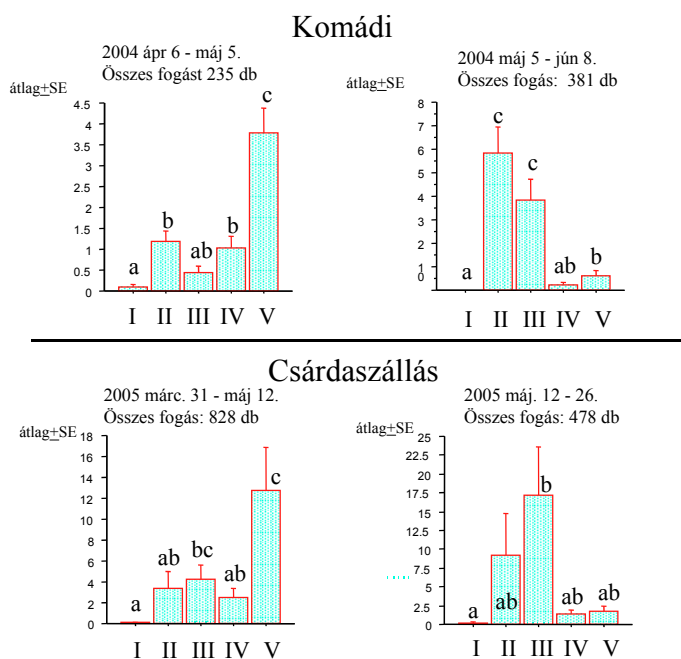 Komádi
2004 ápr 6 - máj 5.
Összes fogást 235 db
átlag+SE
4.5
4
3.5
3
2.5
2
1.5
1
0.5
0
a
b
ab
b
c
I II III IV V
2004 máj 5 - jún 8.
Összes fogás: 381 db
átlag+SE
8
7
6
5
4
3
2
1
0
a
c
c
ab
b
I II III IV V
Csárdaszállás
2005 márc. 31 - máj 12.
Összes fogás: 828 db
átlag+SE
18
16
14
12
10
8
6
4
2
0
a
ab
bc
ab
c
I II III IV V
2005 máj. 12 - 26.
Összes fogás: 478 db
átlag+SE
25
22.5
20
17.5
15
12.5
10
7.5
5
2.5
0
a
ab
b
ab
ab
I II III IV V